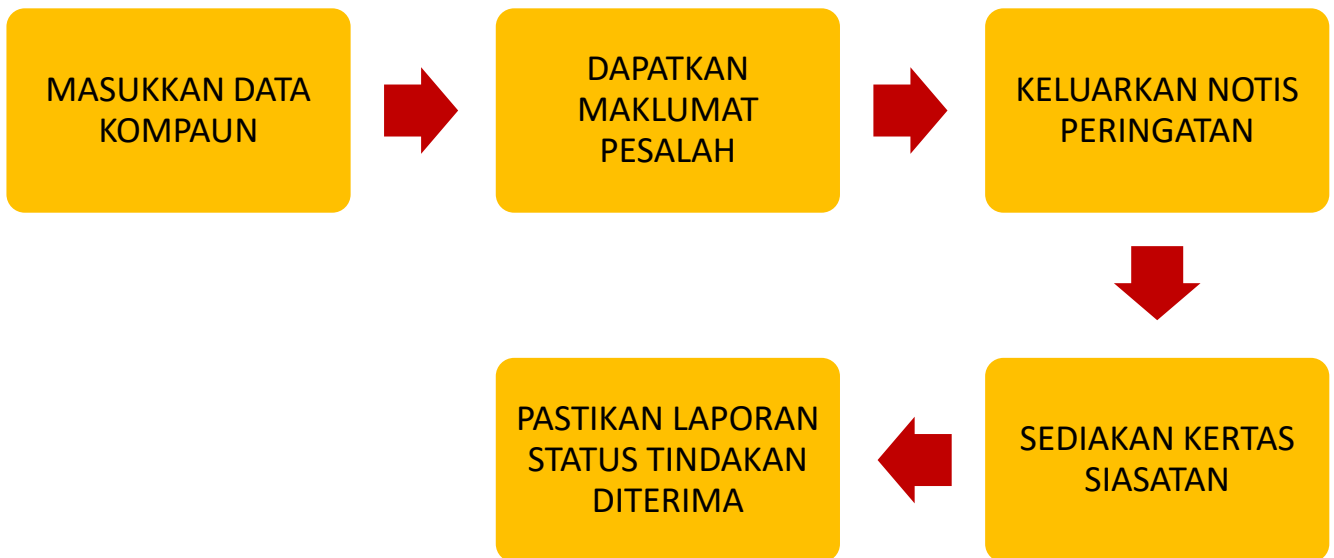 MASUKKAN DATA
KOMPAUN
DAPATKAN
MAKLUMAT
PESALAH
KELUARKAN NOTIS
PERINGATAN
SEDIAKAN KERTAS
SIASATAN
PASTIKAN LAPORAN
STATUS TINDAKAN
DITERIMA